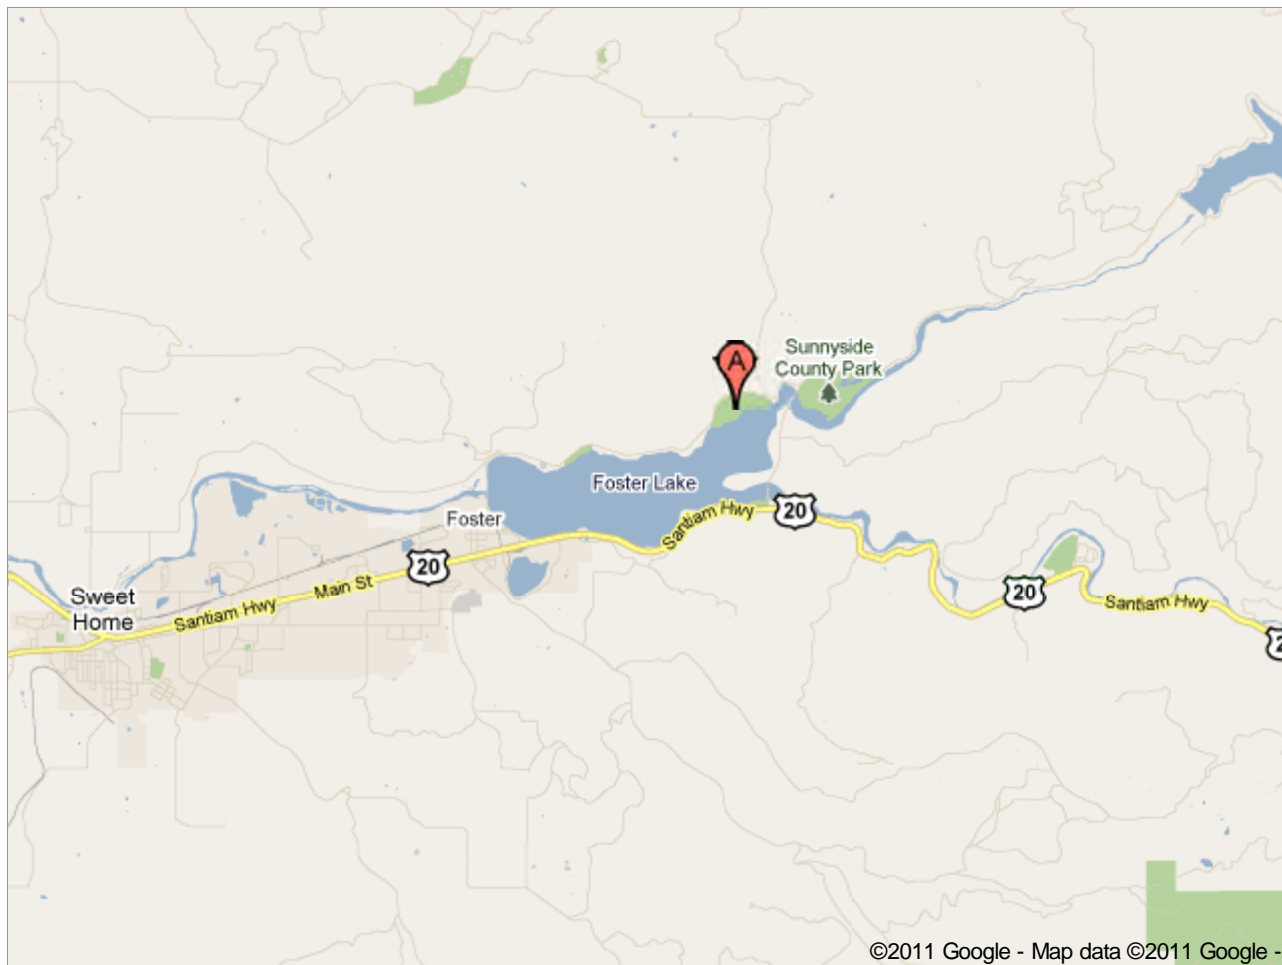 A
Sunnyside
County Park
Foster Lake
Santiam Hwy
20
Foster
20
Main St
Santiam Hwy
Sweet
Home
20
Santiam Hwy
2
©2011 Google - Map data ©2011 Google -